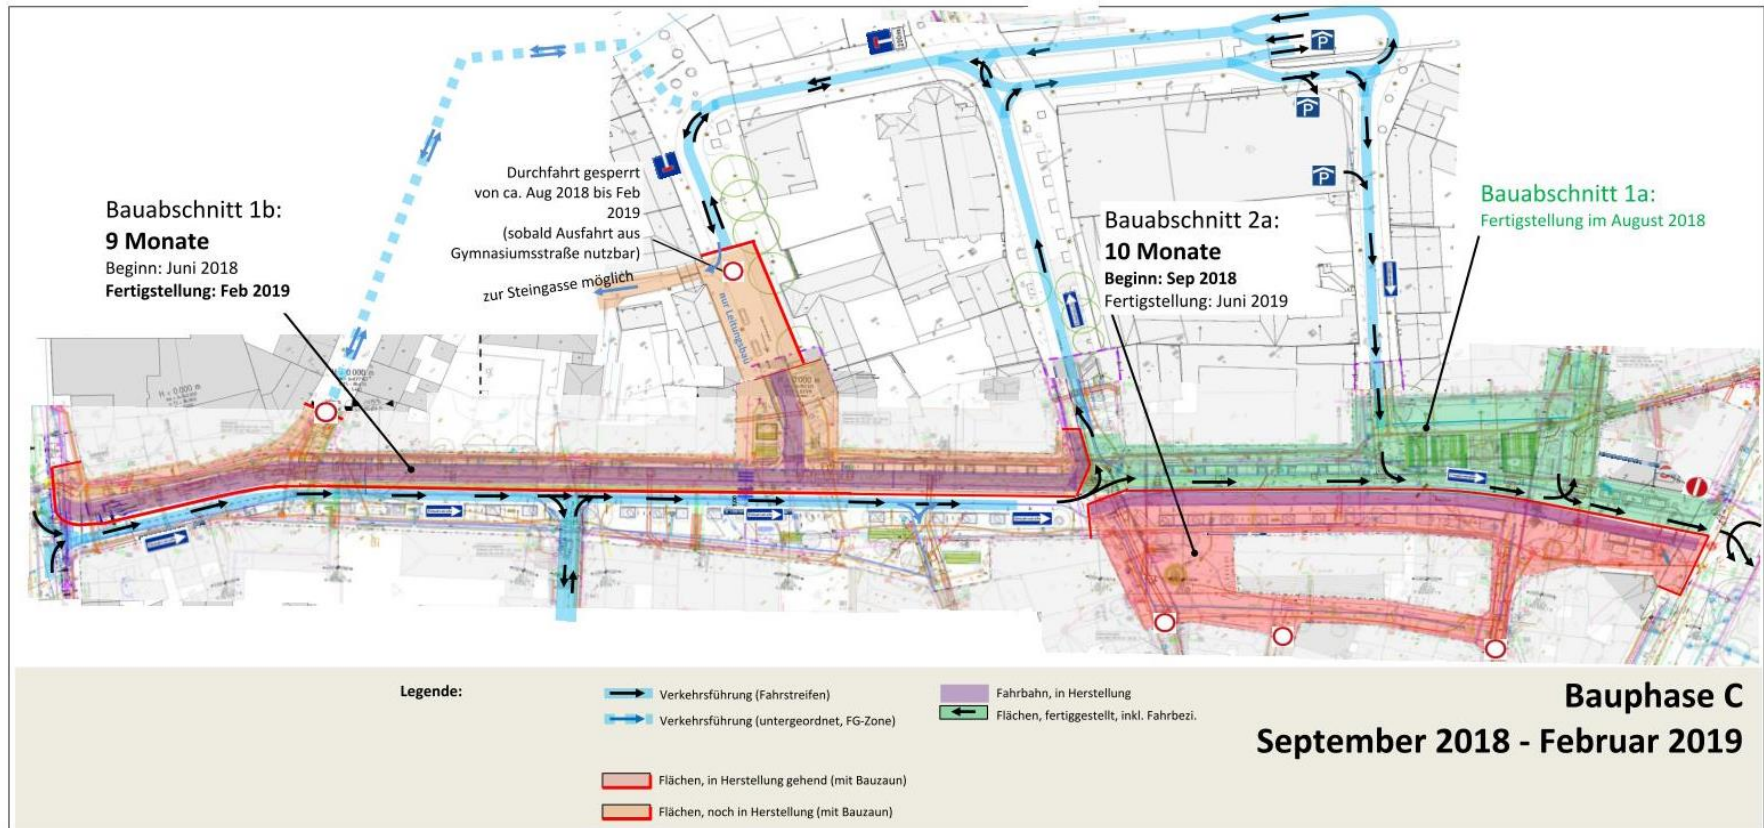 Durchfahrt gesperrt
von ca. Aug 2018 bis Feb
2019
(sobald Ausfahrt aus
Gymnasiumsstraße nutzbar)
zur Steingasse möglich
nur Leitungsbau
Bauabschnitt 1b:
9 Monate
Beginn: Juni 2018
Fertigstellung: Feb 2019
Bauabschnitt 2a:
10 Monate
Beginn: Sep 2018
Fertigstellung: Juni 2019
Bauabschnitt 1a:
Fertigstellung im August 2018
P
P
P
Legende:
Verkehrsführung (Fahrstreifen)
Verkehrsführung (untergeordnet, FG-Zone)
Fahrbahn, in Herstellung
Flächen, fertiggestellt, inkl. Fahrbezi.
Flächen, in Herstellung gehend (mit Bauzaun)
Flächen, noch in Herstellung (mit Bauzaun)
Bauphase C
September 2018 - Februar 2019